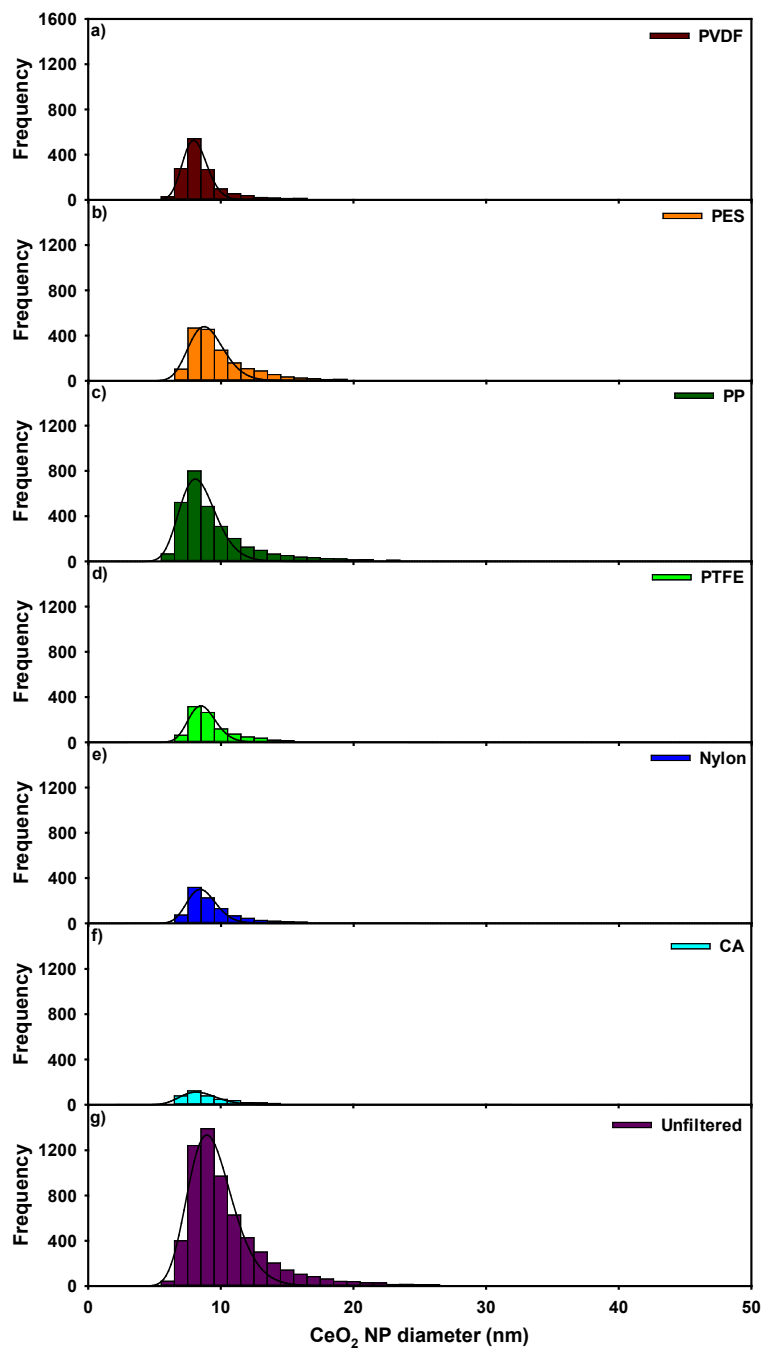 a)
PVDF
Frequency
1600
1200
800
400
0
b)
PES
Frequency
1200
800
400
0
c)
PP
Frequency
1200
800
400
0
d)
PTFE
Frequency
1200
800
400
0
e)
Nylon
Frequency
1200
800
400
0
f)
CA
Frequency
1200
800
400
0
g)
Unfiltered
Frequency
1200
800
400
0
0 10 20 30 40 50
CeO₂ NP diameter (nm)